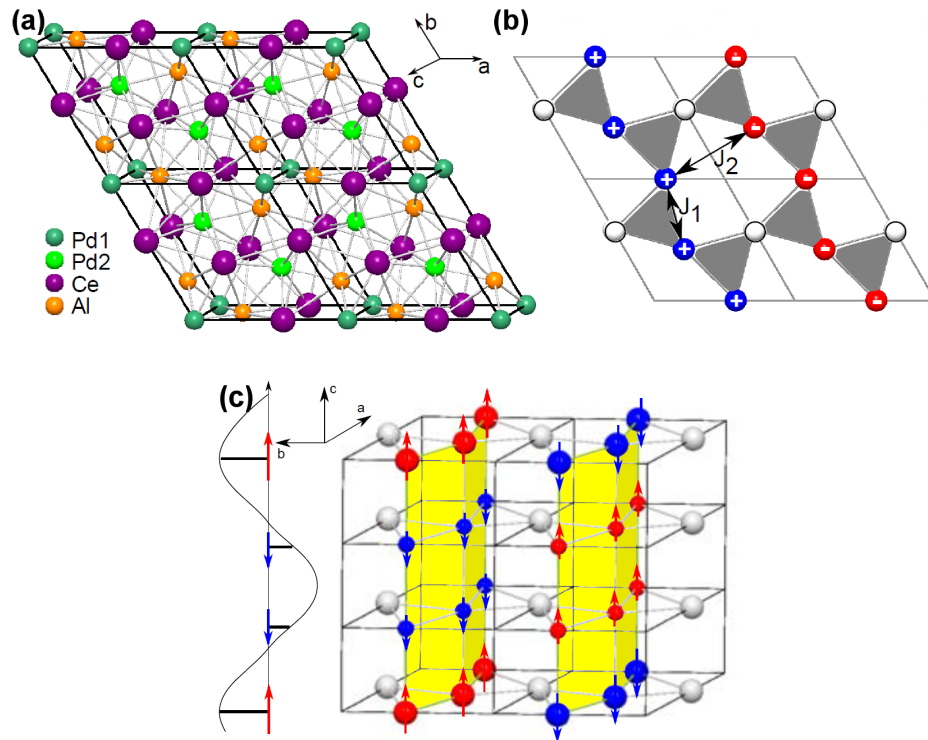 (a)
b
a
c
Pd1
Pd2
Ce
Al
(b)
+
-
+
-
J2
+
-
J1
+
-
+
-
(c)
c
a
b